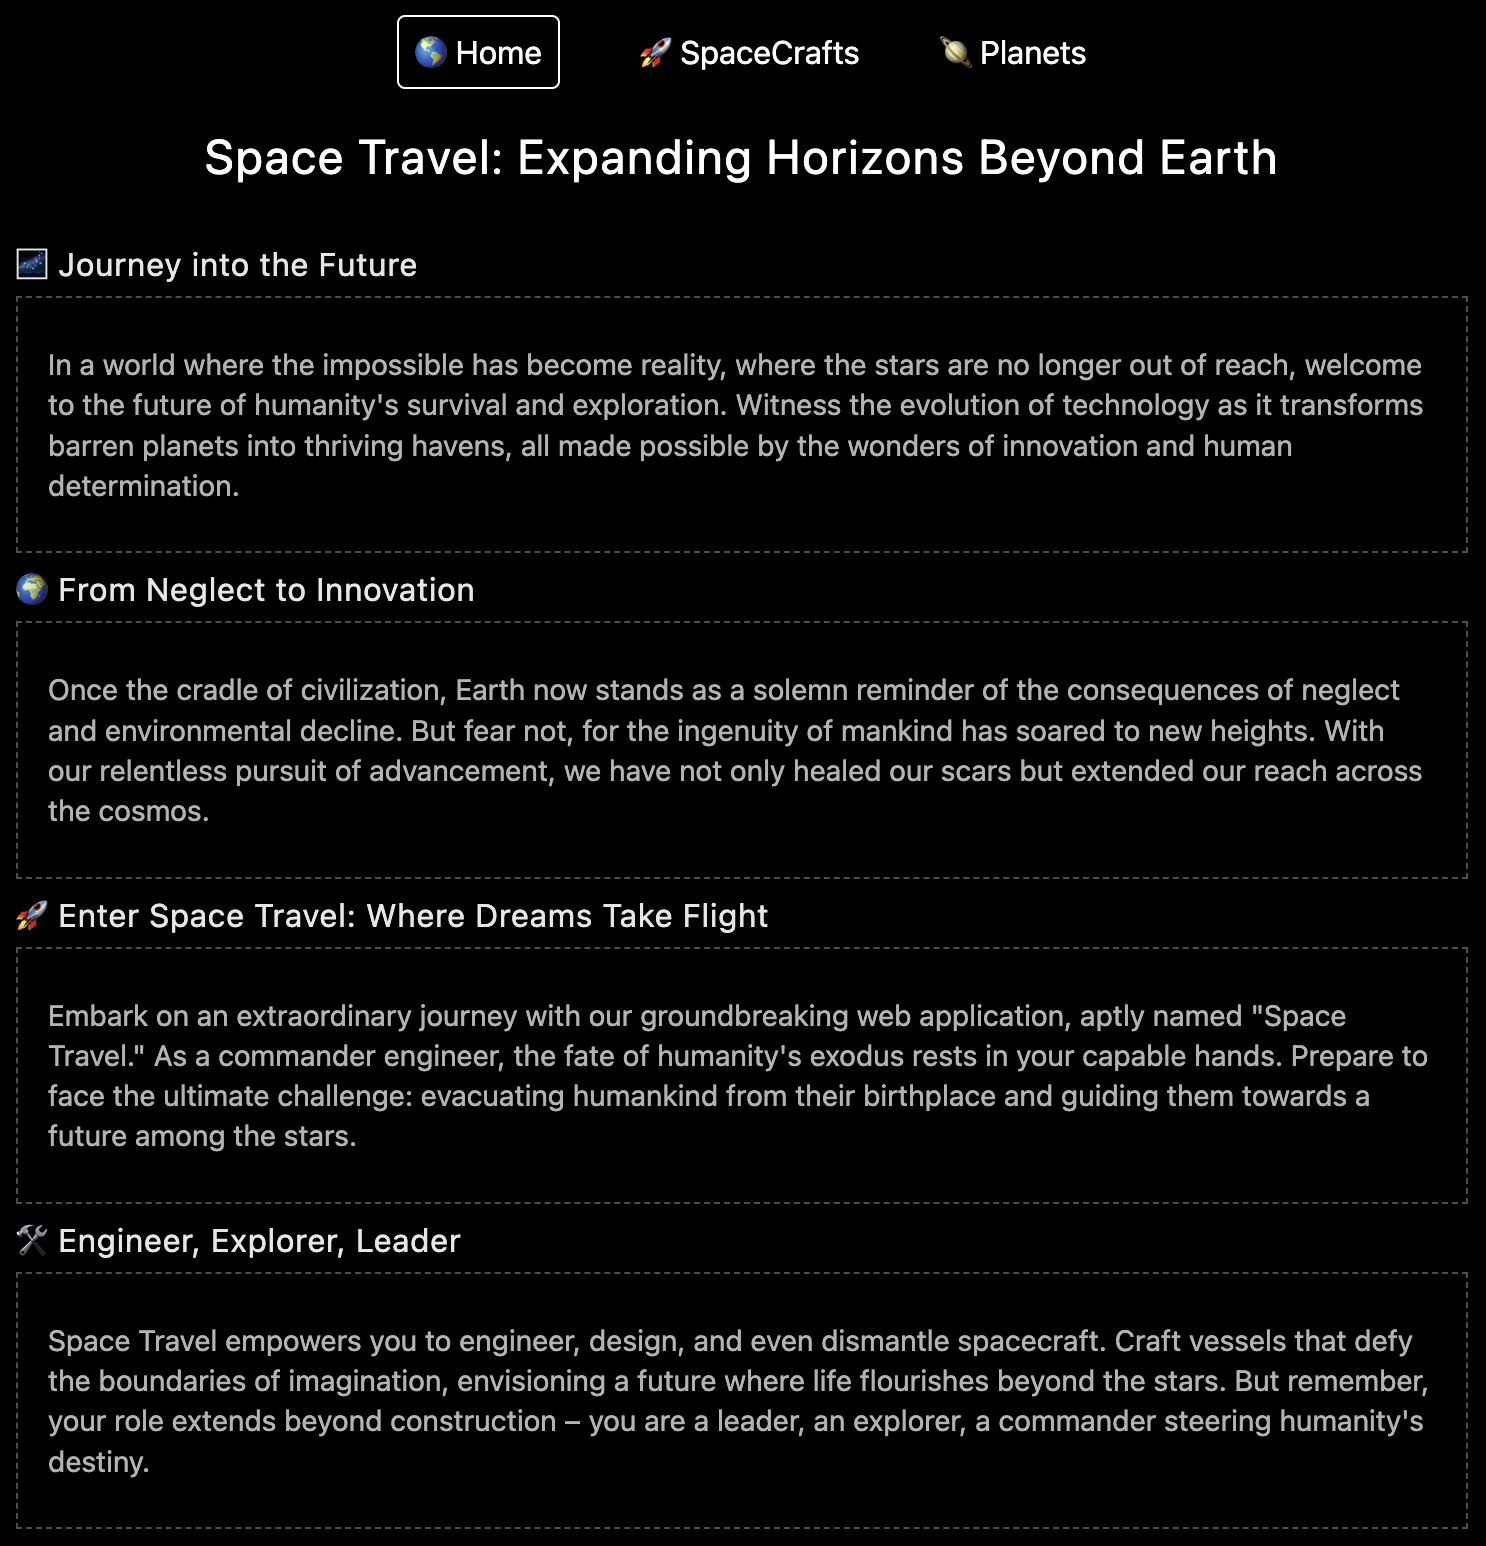 🌎 Home
🚀 SpaceCrafts
🪐 Planets
Space Travel: Expanding Horizons Beyond Earth
🌌 Journey into the Future
In a world where the impossible has become reality, where the stars are no longer out of reach, welcome
to the future of humanity's survival and exploration. Witness the evolution of technology as it transforms
barren planets into thriving havens, all made possible by the wonders of innovation and human
determination.
🌍 From Neglect to Innovation
Once the cradle of civilization, Earth now stands as a solemn reminder of the consequences of neglect
and environmental decline. But fear not, for the ingenuity of mankind has soared to new heights. With
our relentless pursuit of advancement, we have not only healed our scars but extended our reach across
the cosmos.
🚀 Enter Space Travel: Where Dreams Take Flight
Embark on an extraordinary journey with our groundbreaking web application, aptly named "Space
Travel." As a commander engineer, the fate of humanity's exodus rests in your capable hands. Prepare to
face the ultimate challenge: evacuating humankind from their birthplace and guiding them towards a
future among the stars.
🛠️ Engineer, Explorer, Leader
Space Travel empowers you to engineer, design, and even dismantle spacecraft. Craft vessels that defy
the boundaries of imagination, envisioning a future where life flourishes beyond the stars. But remember,
your role extends beyond construction – you are a leader, an explorer, a commander steering humanity's
destiny.